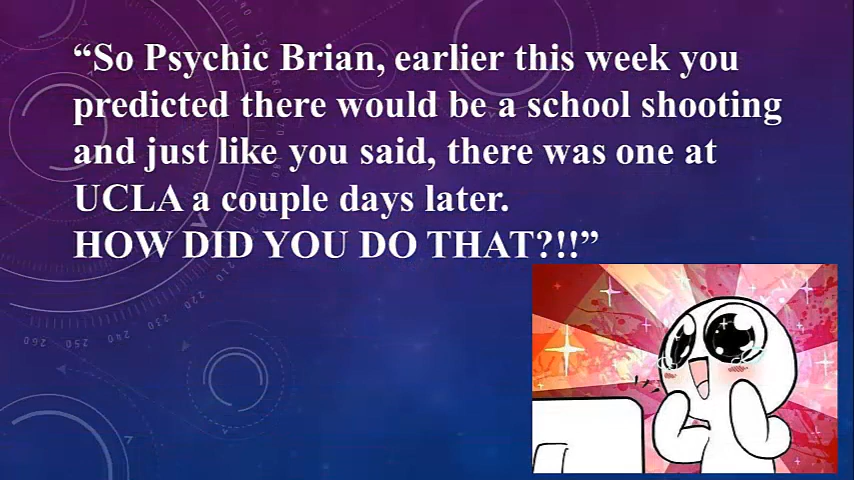 “So Psychic Brian, earlier this week you
predicted there would be a school shooting
and just like you said, there was one at
UCLA a couple days later.
HOW DID YOU DO THAT?!!”